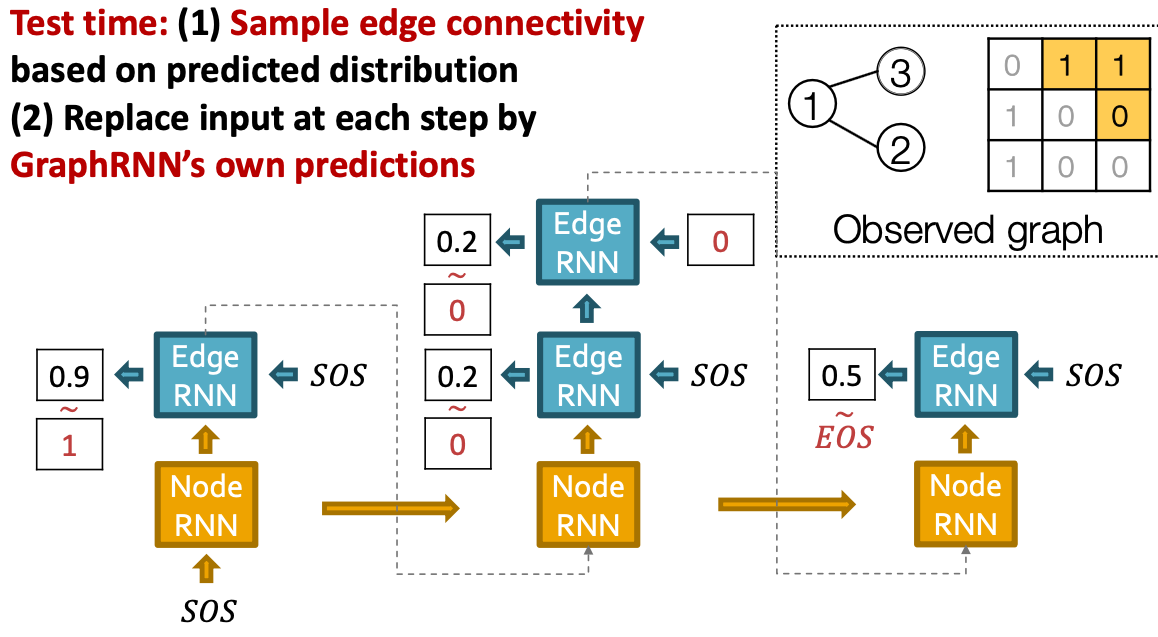 Test time: (1) Sample edge connectivity
based on predicted distribution
(2) Replace input at each step by
GraphRNN's own predictions
3
1
2
0 1 1
1 0 0
1 0 0
Observed graph
0.2
~
0
Edge
RNN
0
0.9
~
1
Edge
RNN
SOS
0.2
~
0
Edge
RNN
SOS
0.5
~
EOS
Edge
RNN
SOS
Node
RNN
SOS
Node
RNN
Node
RNN